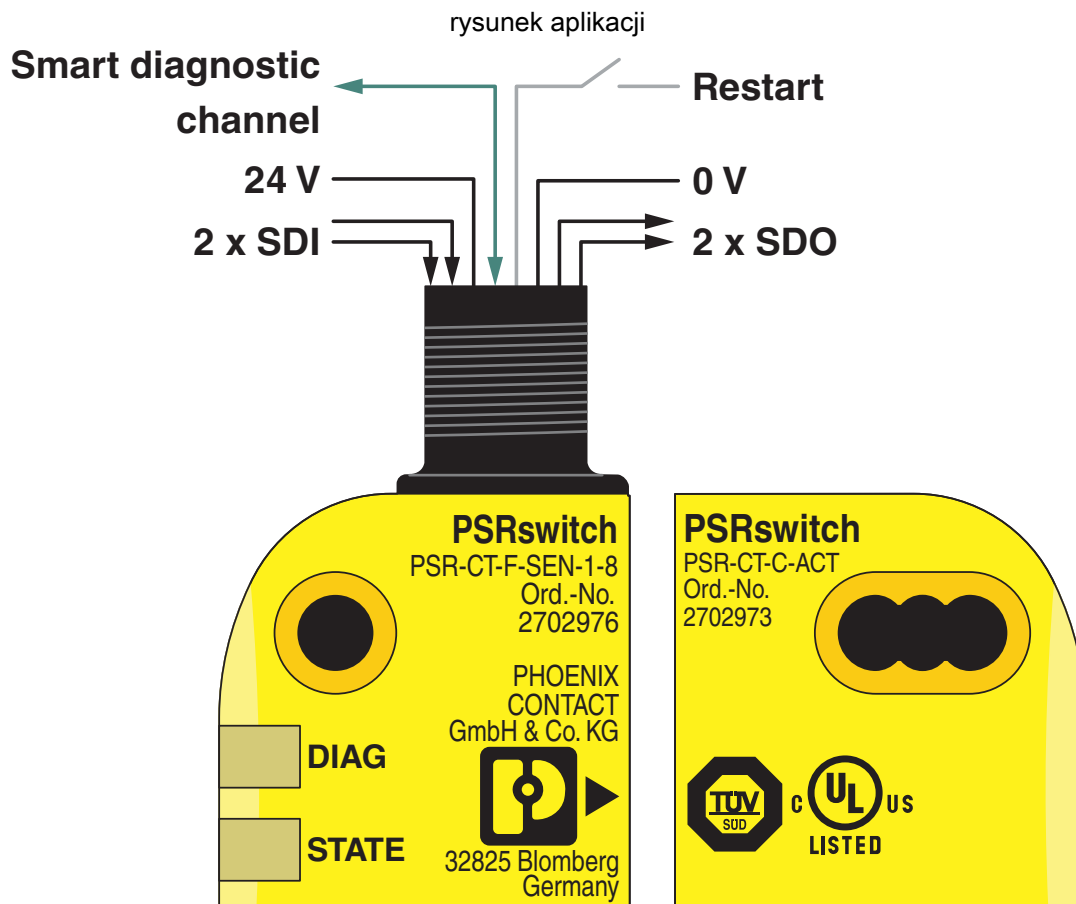 rysunek aplikacji
Smart diagnostic
channel
Restart
24 V
0 V
2 x SDI
2 x SDO
PSRswitch
PSR-CT-F-SEN-1-8
Ord.-No.
2702976
PHOENIX
CONTACT
GmbH & Co. KG
DIAG
STATE
32825 Blomberg
Germany
PSRswitch
PSR-CT-C-ACT
Ord.-No.
2702973
TÜV
SÜD
C UL US
LISTED